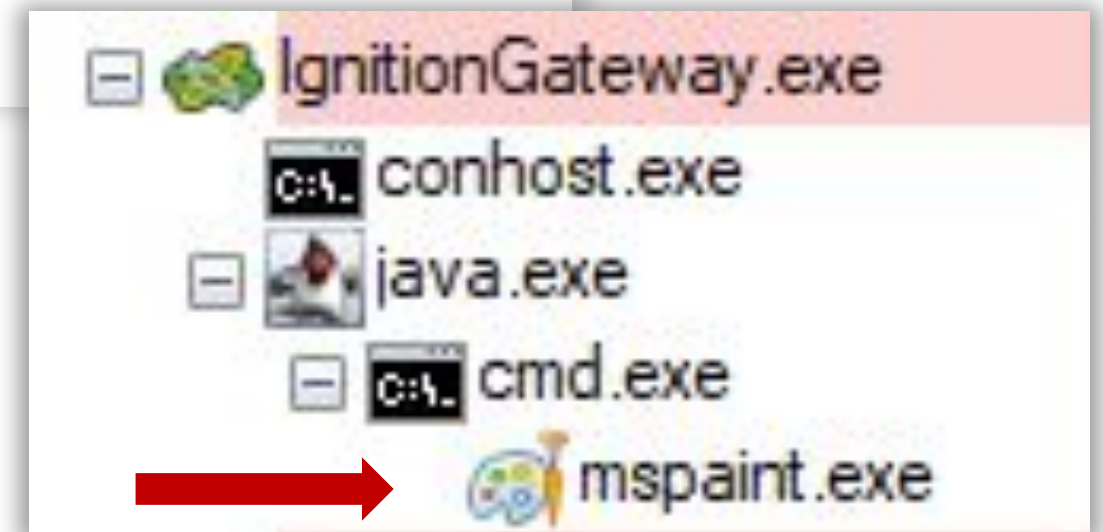 IgnitionGateway.exe
C:\_ conhost.exe
java.exe
C:\_ cmd.exe
mspaint.exe